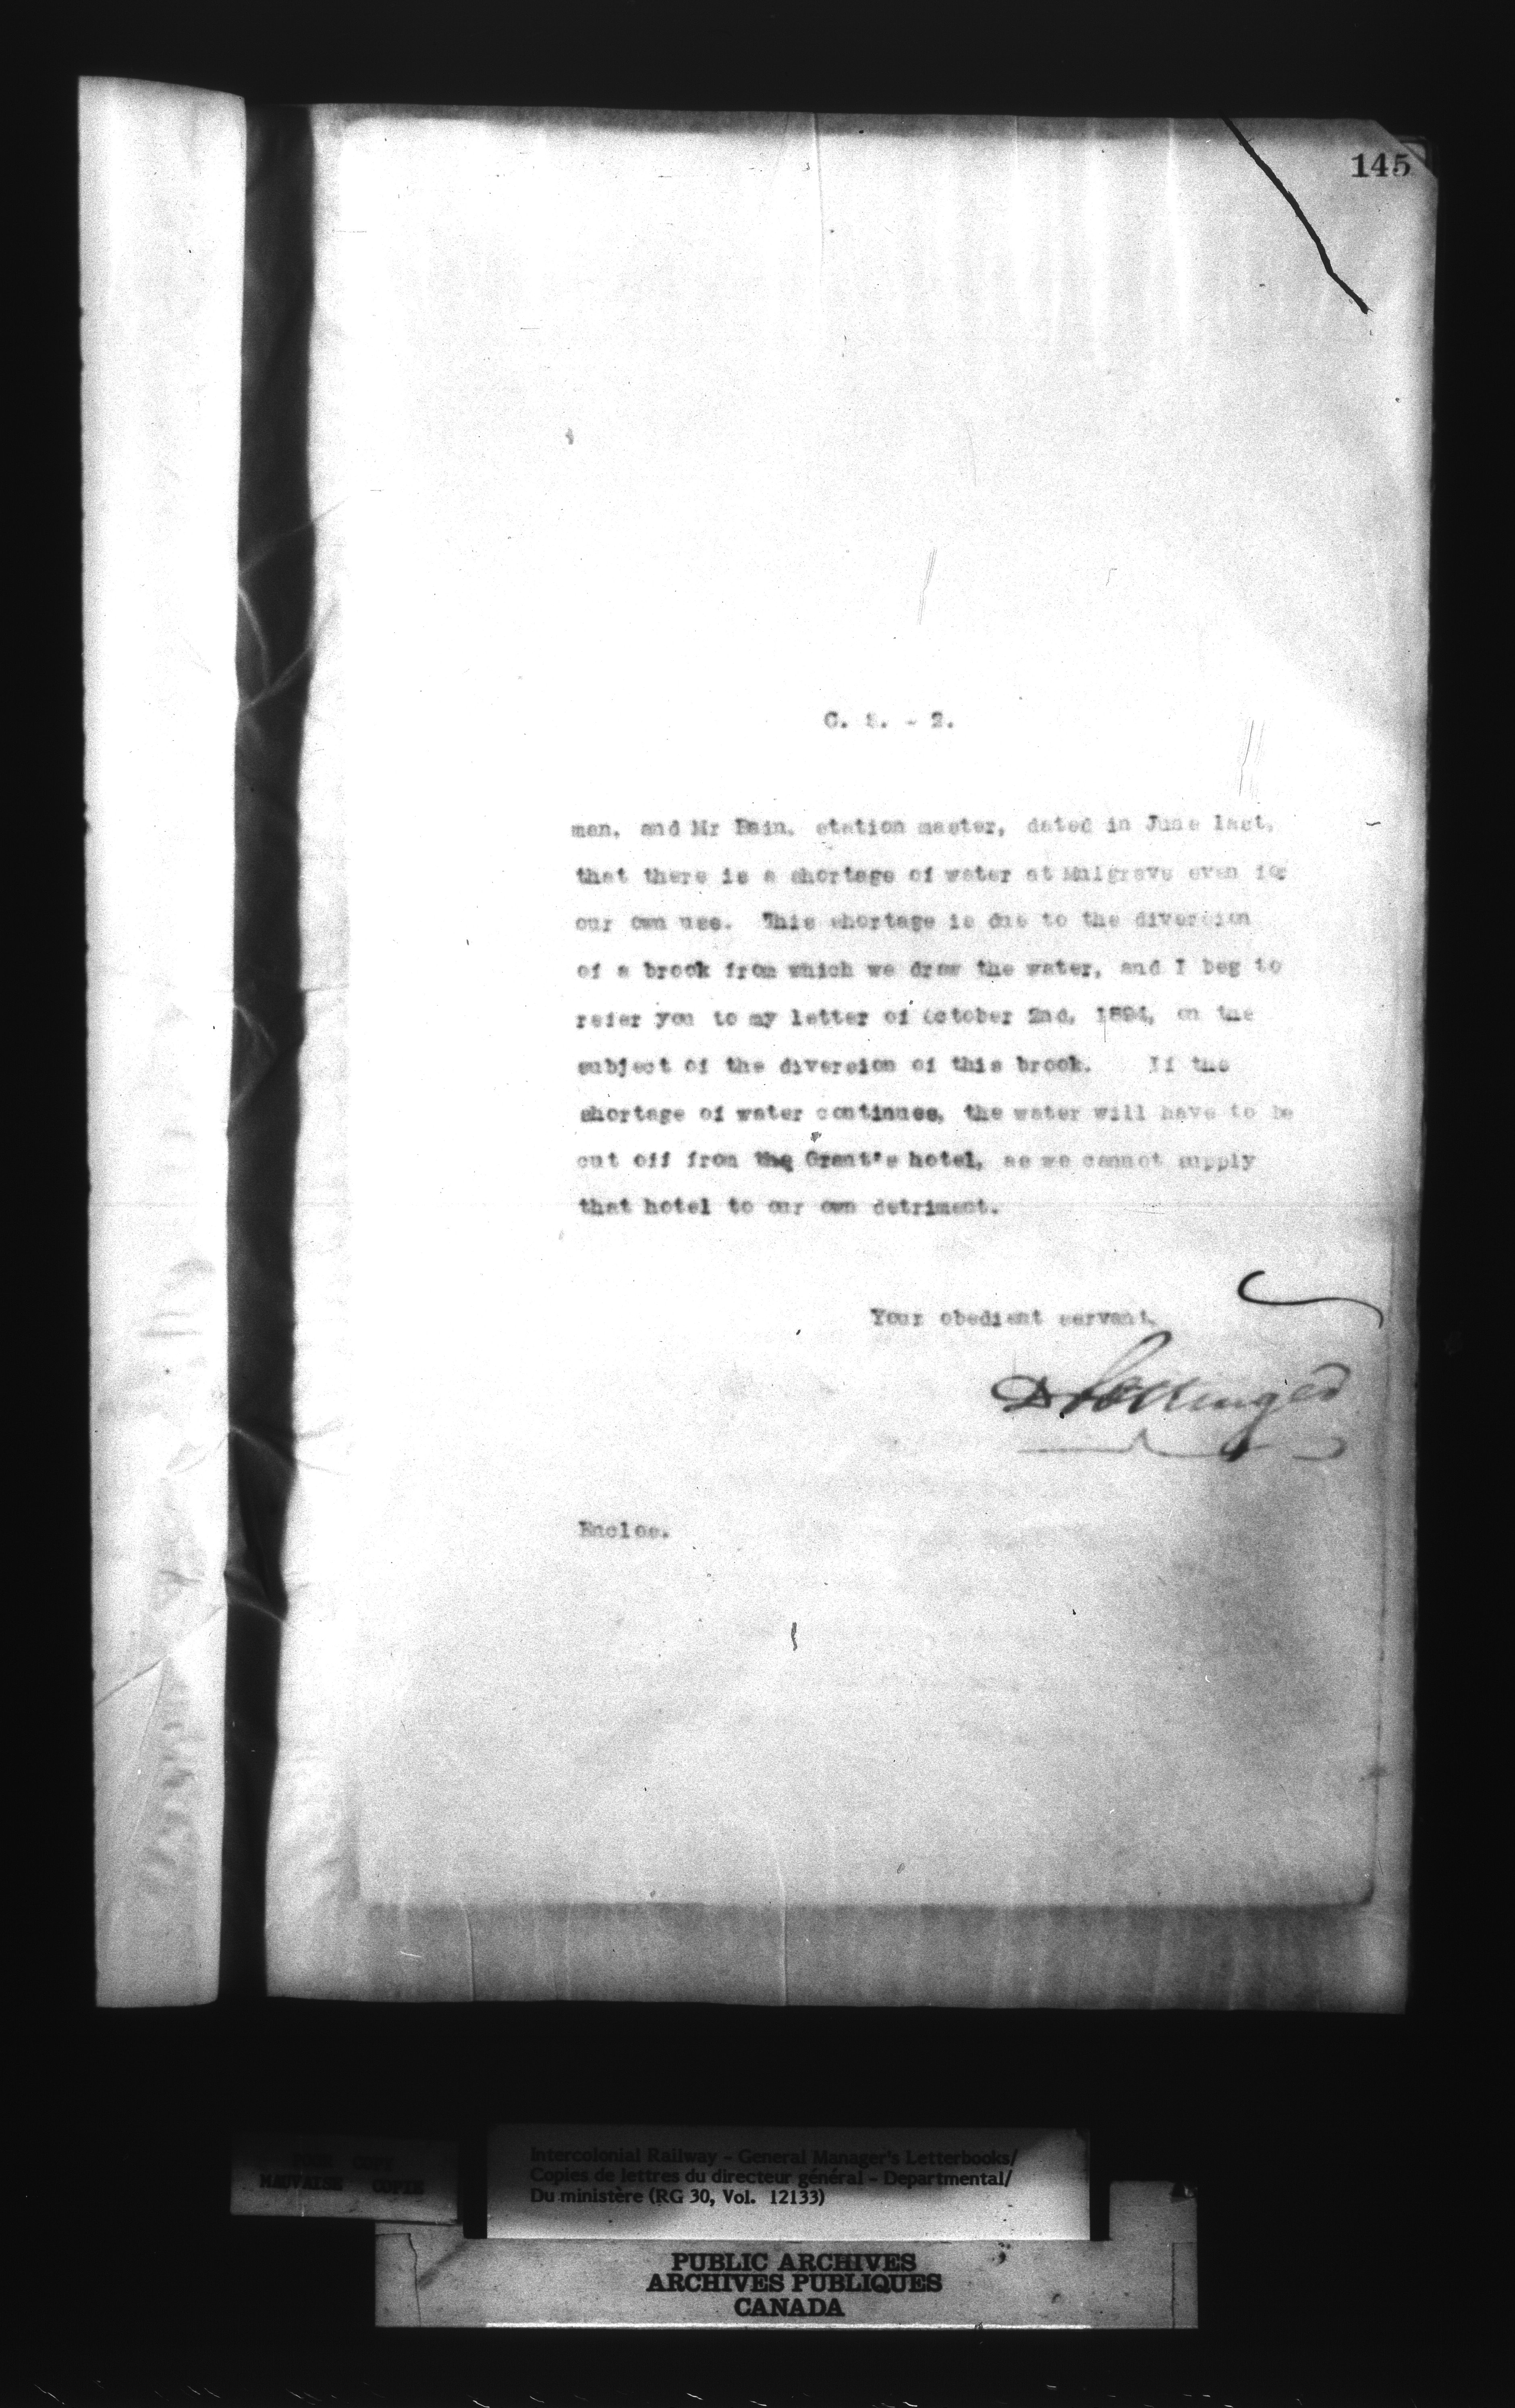 145
C. S. - 2.
man, and Mr Bain, station master, dated in June last,
that there is a shortage of water at Mulgrave even for
our own use. This shortage is due to the diversion
of a brook from which we draw the water, and I beg to
refer you to my letter of October 2nd, 1894, on the
subject of the diversion of this brook. If the
shortage of water continues, the water will have to be
cut off from the Grant's hotel, as we cannot supply
that hotel to our own detriment.
Your obedient servant,
D Pottinger
Enclos.
POOR COPY
MAUVAISE COPIE
Intercolonial Railway - General Manager's Letterbooks/
Copies de lettres du directeur général - Departmental/
Du ministère (RG 30, Vol. 12133)
PUBLIC ARCHIVES
ARCHIVES PUBLIQUES
CANADA